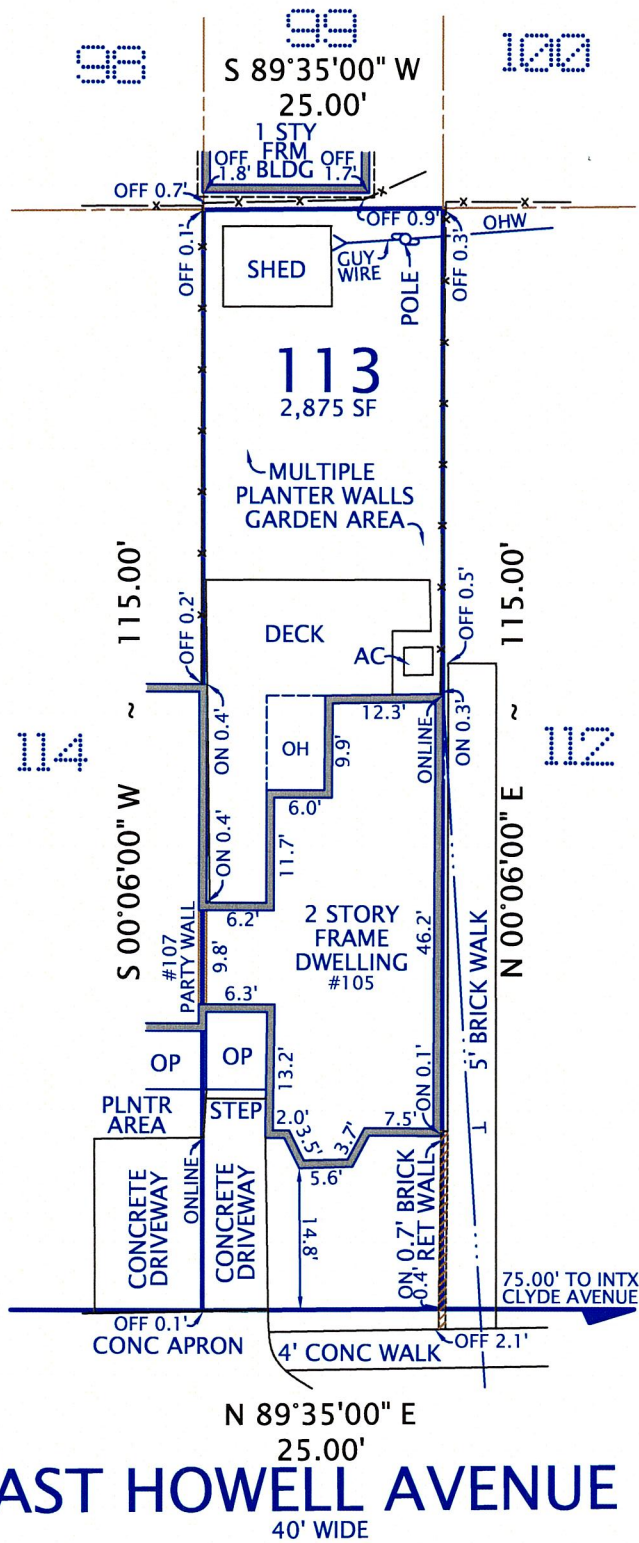 98
99
100
S 89°35'00" W
25.00'
1 STY
FRM
BLDG
OFF
1.8'
OFF
1.7'
OFF 0.7'
OFF 0.9'
OHW
OFF 0.1'
OFF 0.3'
SHED
GUY
WIRE
POLE
113
2,875 SF
MULTIPLE
PLANTER WALLS
GARDEN AREA
115.00'
115.00'
OFF 0.2'
OFF 0.5'
DECK
AC
~
~
12.3'
ONLINE
ON 0.3'
ON 0.4'
OH
9.9'
114
112
6.0'
ON 0.4'
11.7'
S 00°06'00" W
N 00°06'00" E
6.2'
2 STORY
FRAME
DWELLING
#105
46.2'
#107
PARTY WALL
9.8'
6.3'
5' BRICK WALK
OP
OP
13.2'
ON 0.1'
PLNTR
AREA
STEP
2.0'
3.5'
3.7'
7.5'
5.6'
ONLINE
CONCRETE
DRIVEWAY
CONCRETE
DRIVEWAY
14.8'
ON 0.7' BRICK
0.4' RET WALL
75.00' TO INTX
CLYDE AVENUE
OFF 0.1'
CONC APRON
4' CONC WALK
OFF 2.1'
N 89°35'00" E
25.00'
AST HOWELL AVENUE
40' WIDE